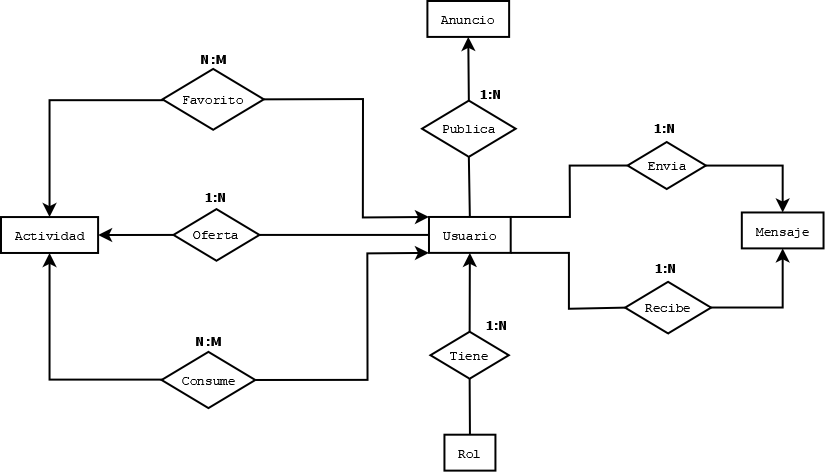 Anuncio
N:M
1:N
Favorito
Publica
1:N
Envia
1:N
Actividad
Oferta
Usuario
Mensaje
1:N
Recibe
N:M
1:N
Consume
Tiene
Rol